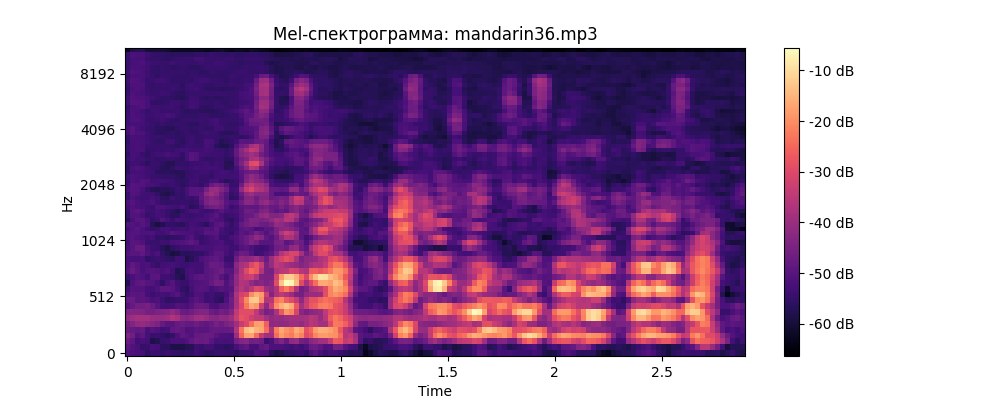 Mel-спектрограмма: mandarin36.mp3
8192
4096
2048
1024
512
0
Hz
0 0.5 1 1.5 2 2.5
Time
-10 dB
-20 dB
-30 dB
-40 dB
-50 dB
-60 dB